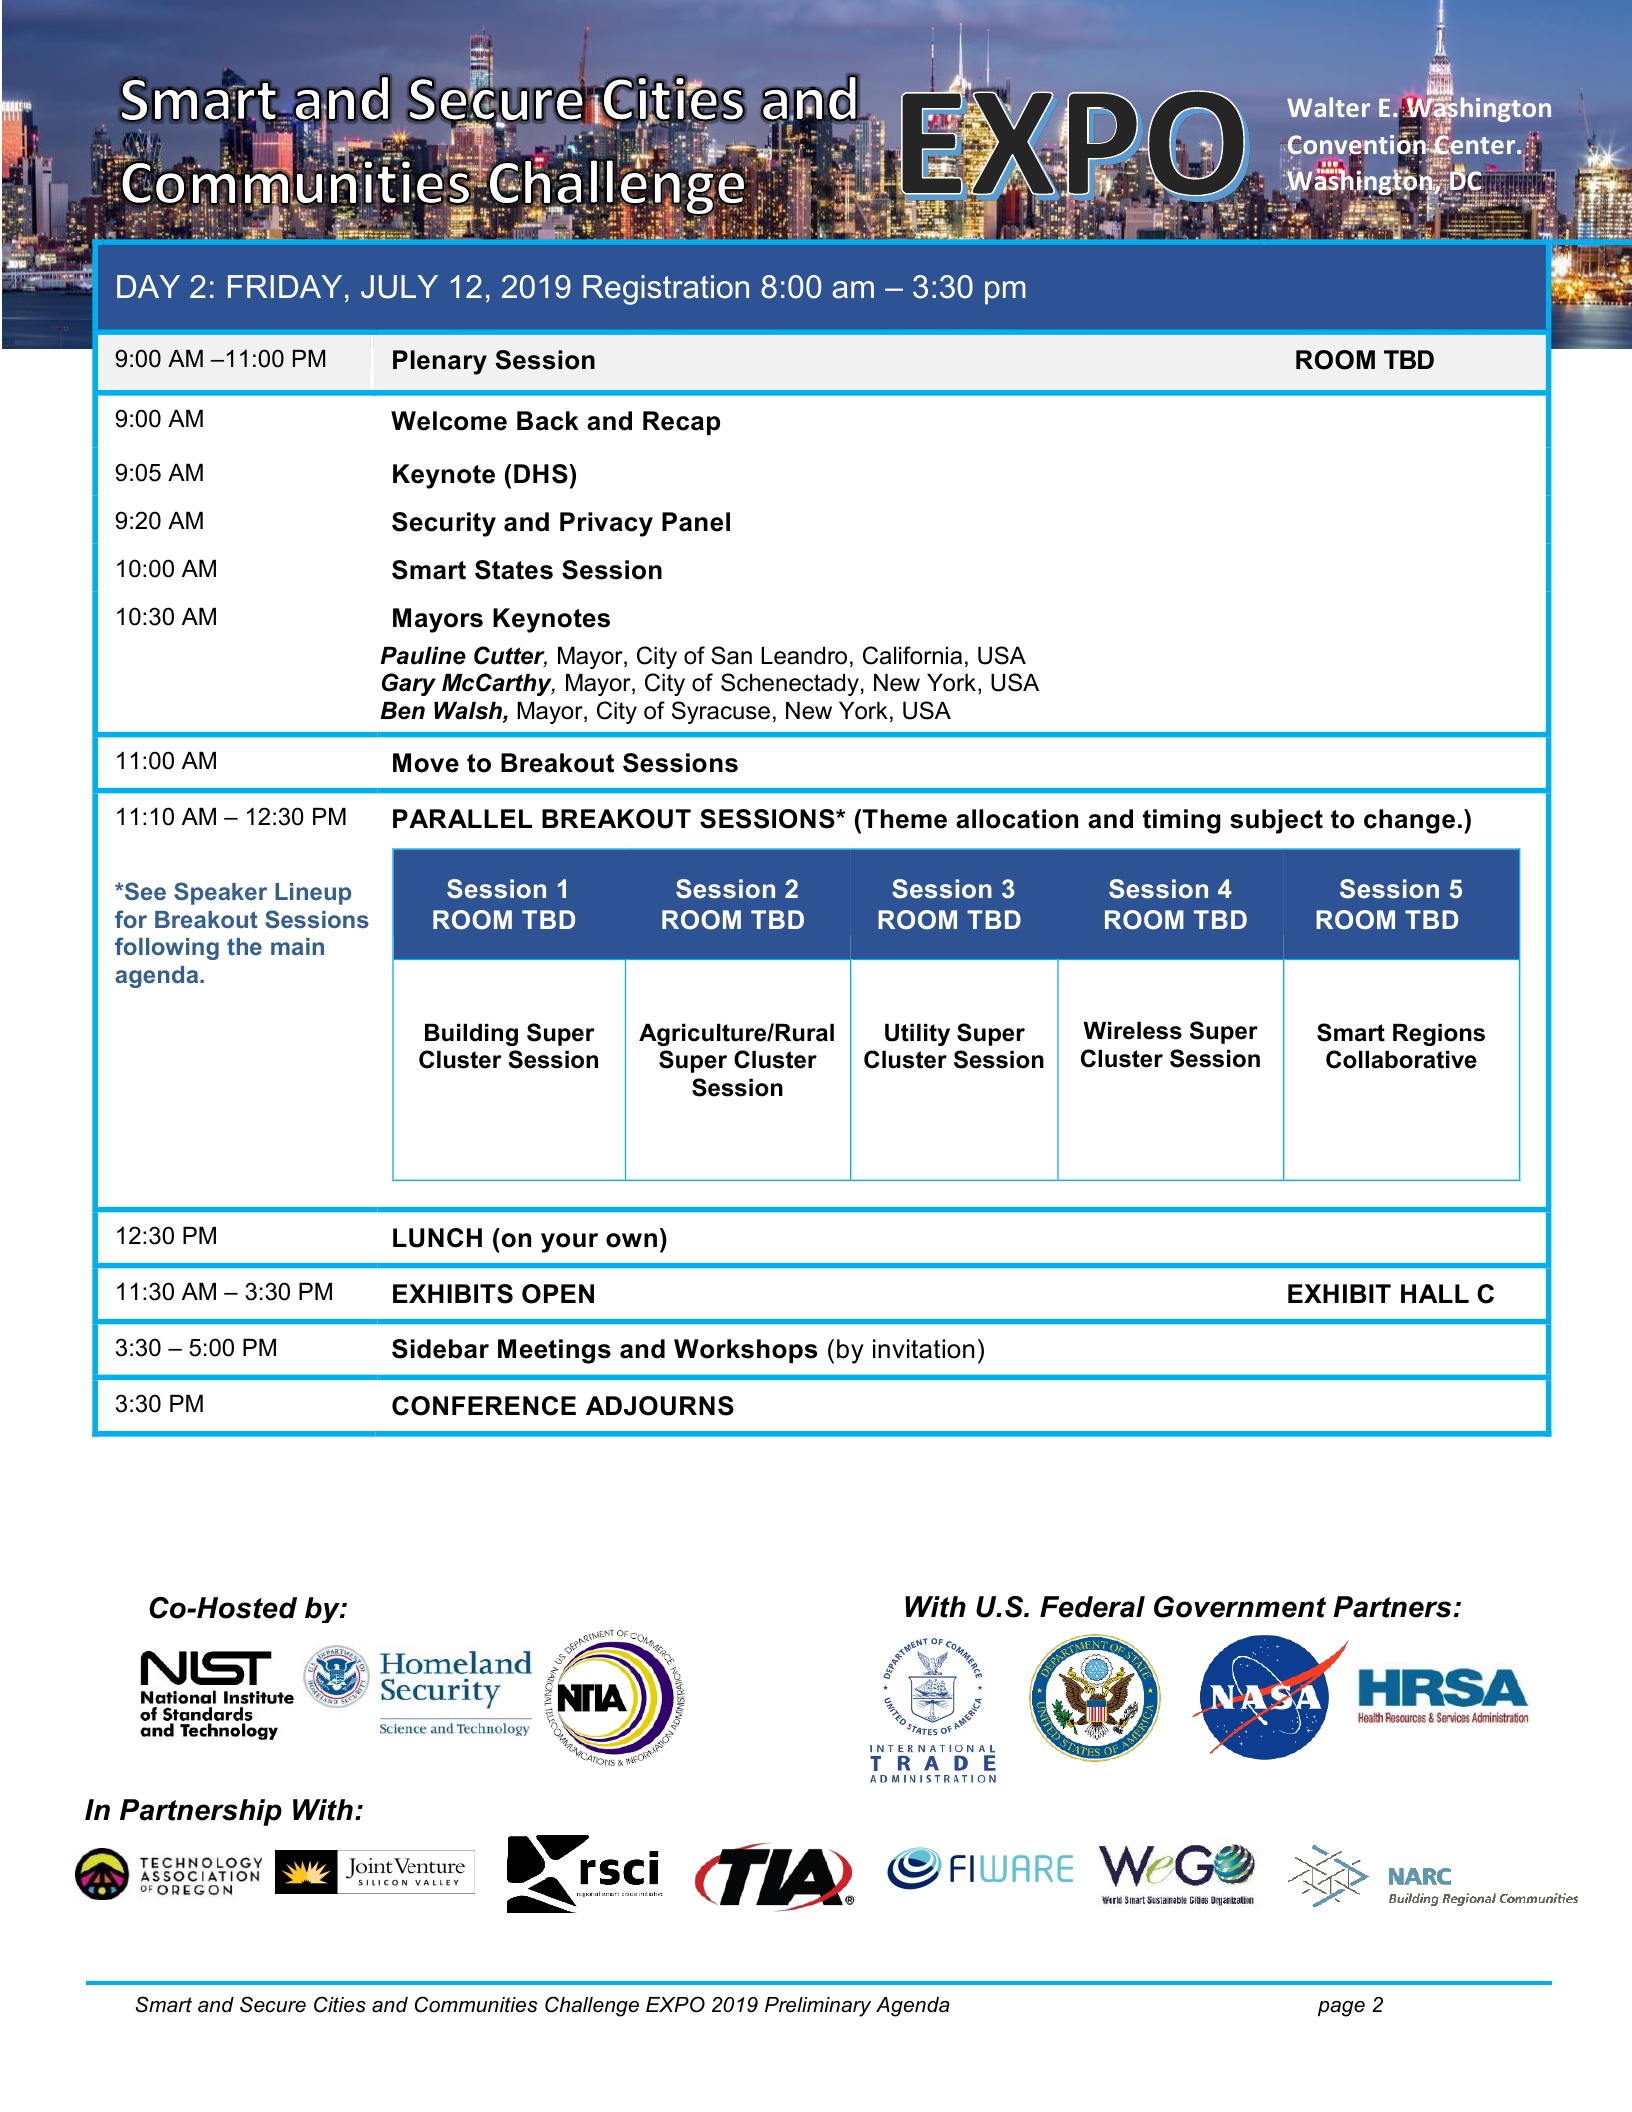 Smart and Secure Cities and
Communities Challenge
EXPO
Walter E. Washington
Convention Center.
Washington, DC
DAY 2: FRIDAY, JULY 12, 2019 Registration 8:00 am – 3:30 pm
9:00 AM –11:00 PM Plenary Session ROOM TBD
9:00 AM Welcome Back and Recap
9:05 AM Keynote (DHS)
9:20 AM Security and Privacy Panel
10:00 AM Smart States Session
10:30 AM Mayors Keynotes
Pauline Cutter, Mayor, City of San Leandro, California, USA
Gary McCarthy, Mayor, City of Schenectady, New York, USA
Ben Walsh, Mayor, City of Syracuse, New York, USA
11:00 AM Move to Breakout Sessions
11:10 AM – 12:30 PM PARALLEL BREAKOUT SESSIONS* (Theme allocation and timing subject to change.)
*See Speaker Lineup
for Breakout Sessions
following the main
agenda.
Session 1
ROOM TBD
Session 2
ROOM TBD
Session 3
ROOM TBD
Session 4
ROOM TBD
Session 5
ROOM TBD
Building Super
Cluster Session
Agriculture/Rural
Super Cluster
Session
Utility Super
Cluster Session
Wireless Super
Cluster Session
Smart Regions
Collaborative
12:30 PM LUNCH (on your own)
11:30 AM – 3:30 PM EXHIBITS OPEN EXHIBIT HALL C
3:30 – 5:00 PM Sidebar Meetings and Workshops (by invitation)
3:30 PM CONFERENCE ADJOURNS
Co-Hosted by:
NIST
National Institute
of Standards
and Technology
U.S. DEPARTMENT OF HOMELAND SECURITY
Homeland
Security
Science and Technology
U.S. DEPARTMENT OF COMMERCE
NATIONAL TELECOMMUNICATIONS & INFORMATION ADMINISTRATION
NTIA
With U.S. Federal Government Partners:
DEPARTMENT OF COMMERCE
UNITED STATES OF AMERICA
INTERNATIONAL
TRADE
ADMINISTRATION
DEPARTMENT OF STATE
UNITED STATES OF AMERICA
NASA
HRSA
Health Resources & Services Administration
In Partnership With:
TECHNOLOGY
ASSOCIATION
OF OREGON
Joint Venture
SILICON VALLEY
rsci
regional smart cities initiative
TIA®
FIWARE
WeGO
World Smart Sustainable Cities Organization
NARC
Building Regional Communities
Smart and Secure Cities and Communities Challenge EXPO 2019 Preliminary Agenda page 2